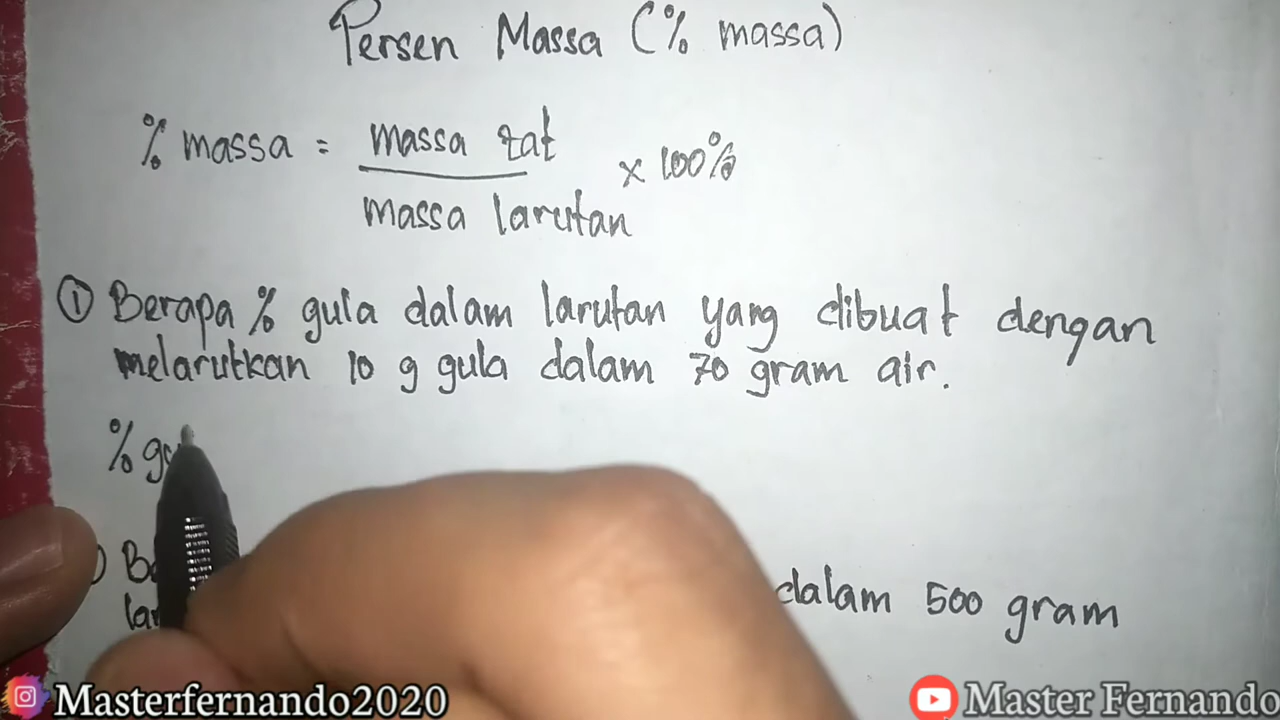 Persen Massa (% massa)
% massa = massa zat
massa larutan
x 100%
① Berapa % gula dalam larutan yang dibuat dengan
melarutkan 10 g gula dalam 70 gram air.
%
dalam 500 gram
Masterfernando2020
Master Fernando